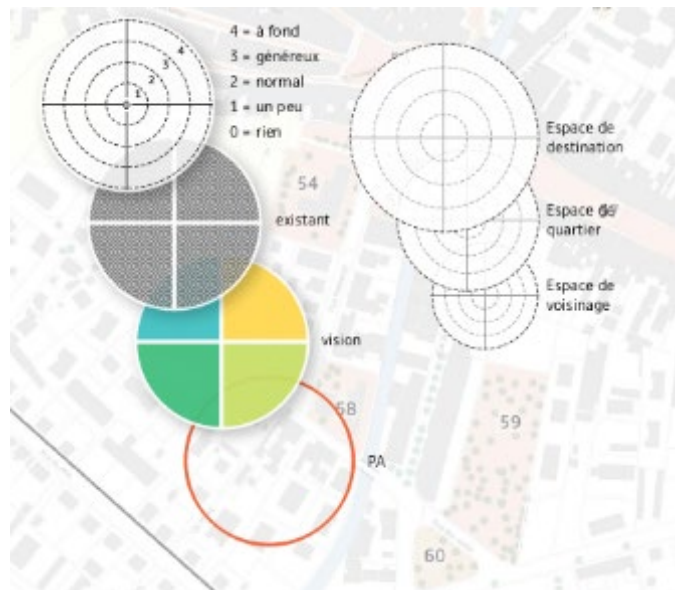 4 = à fond
3 = généreux
2 = normal
1 = un peu
0 = rien
4
3
2
1
Espace de
destination
54
existant
Espace de
quartier
Espace de
voisinage
vision
58
59
PA
60